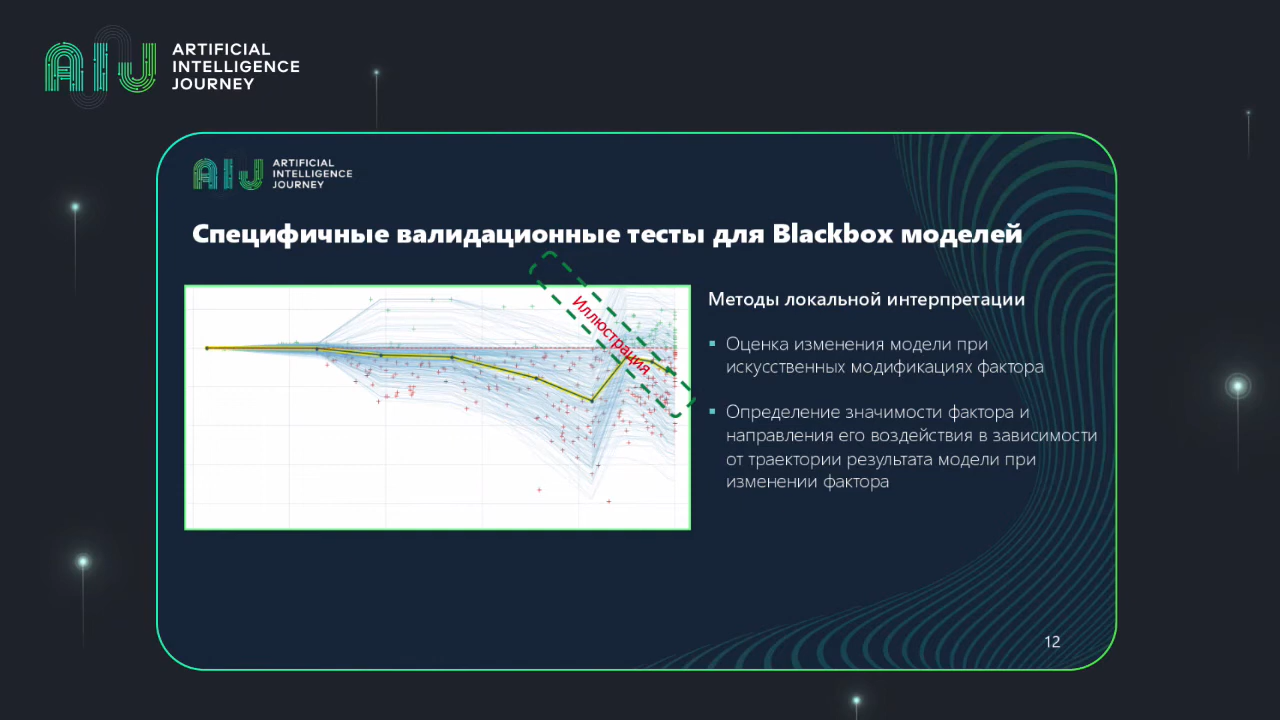 ARTIFICIAL
INTELLIGENCE
JOURNEY
ARTIFICIAL
INTELLIGENCE
JOURNEY
Специфичные валидационные тесты для Blackbox моделей
Иллюстрация
Методы локальной интерпретации
Оценка изменения модели при
искусственных модификациях фактора
Определение значимости фактора и
направления его воздействия в зависимости
от траектории результата модели при
изменении фактора
12